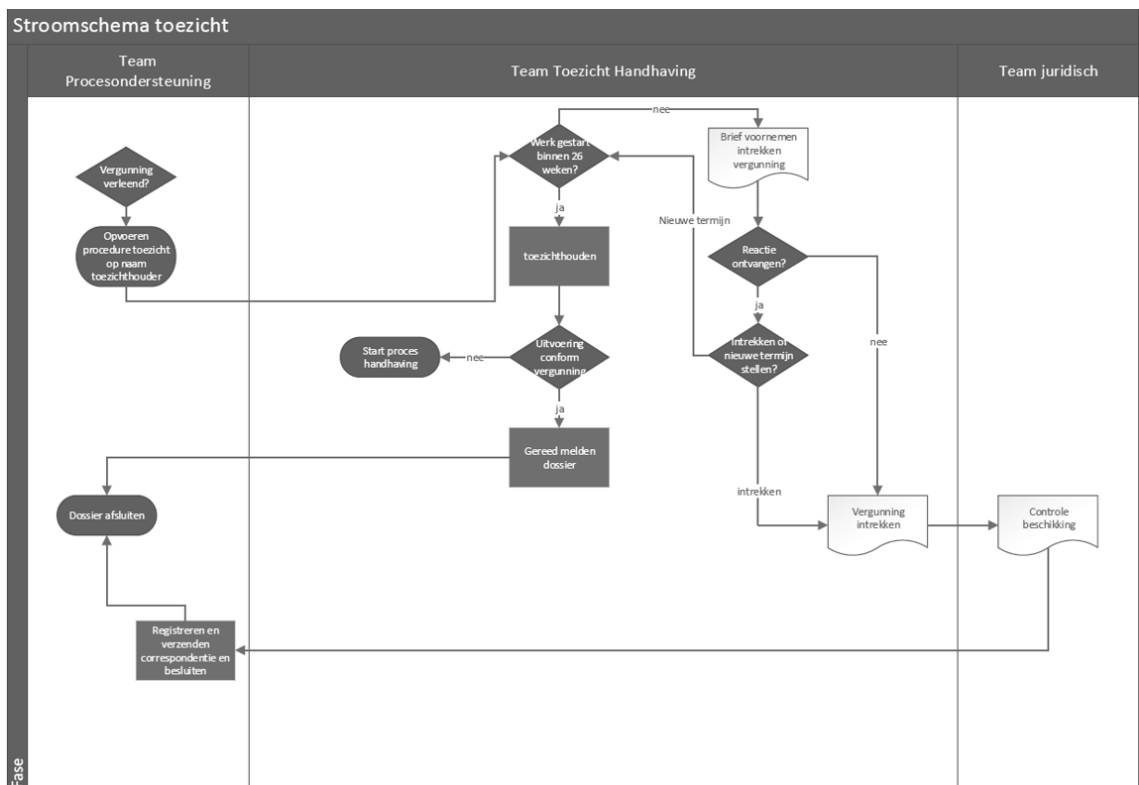 Stroomschema toezicht
Team
Procesondersteuning
Team Toezicht Handhaving
Team juridisch
nee
Werk gestart
binnen 26
weken?
Brief voornemen
intrekken
vergunning
Vergunning
verleend?
ja
Nieuwe termijn
Opvoeren
procedure toezicht
op naam
toezichthouder
toezichthouden
Reactie
ontvangen?
ja
nee
Start proces
handhaving
nee
Uitvoering
conform
vergunning
Intrekken of
nieuwe termijn
stellen?
ja
Gereed melden
dossier
intrekken
Dossier afsluiten
Vergunning
intrekken
Controle
beschikking
Registreren en
verzenden
correspondentie en
besluiten
Fase